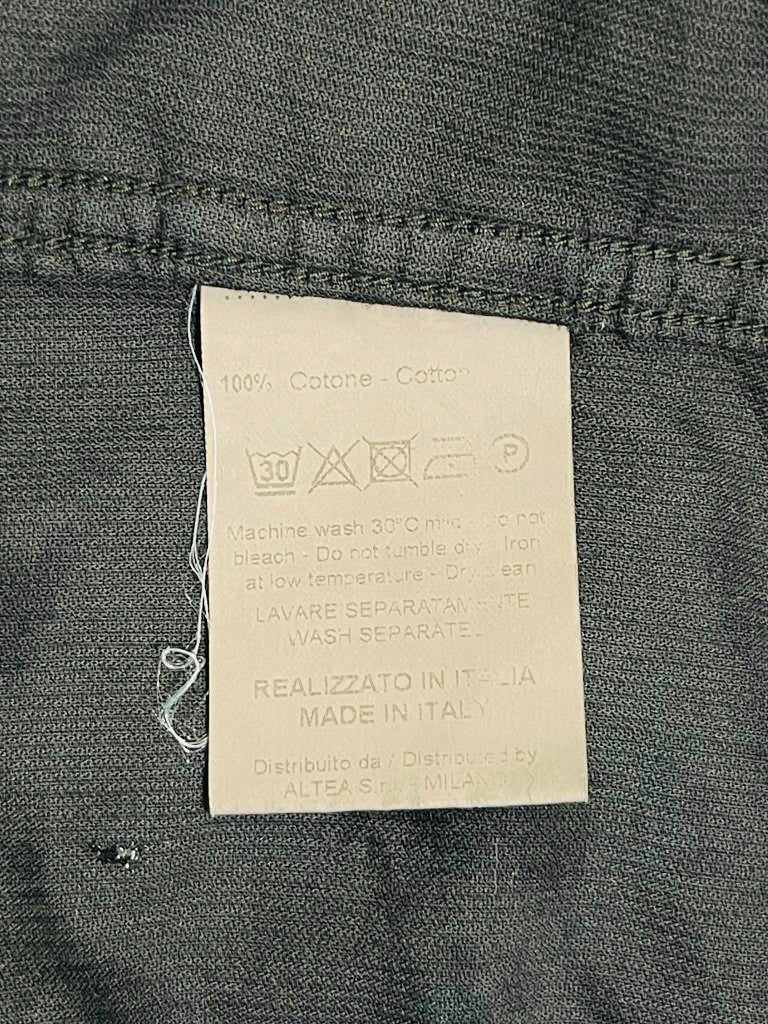 100% Cotone - Cotton
30 P
Machine wash 30°C mild - Do not
bleach - Do not tumble dry - Iron
at low temperature - Dry clean
LAVARE SEPARATAMENTE
WASH SEPARATELY
REALIZZATO IN ITALIA
MADE IN ITALY
Distribuito da / Distributed by
ALTEA S.r.l. - MILANO